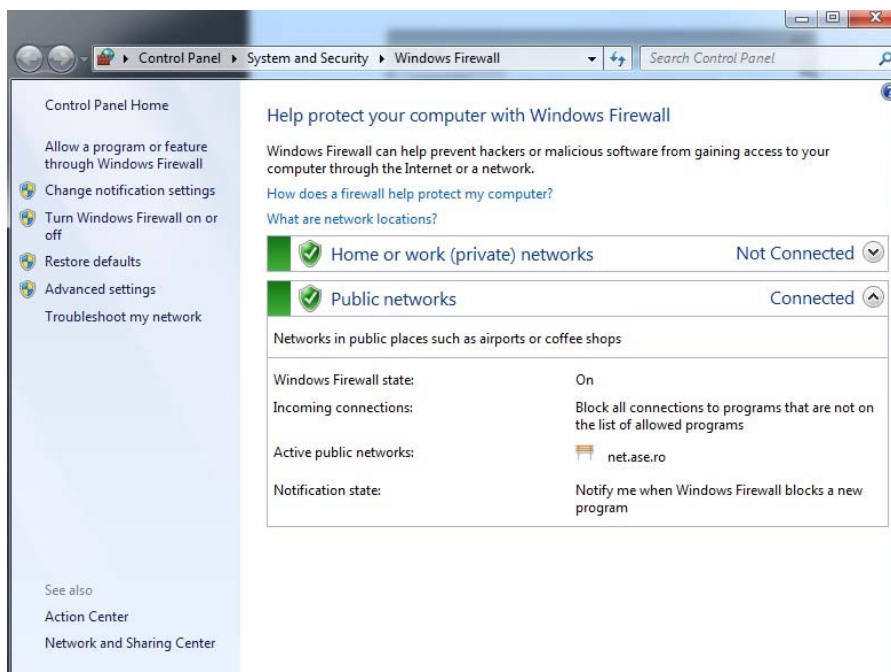 Control Panel ▸ System and Security ▸ Windows Firewall
Search Control Panel
Control Panel Home
Allow a program or feature
through Windows Firewall
Change notification settings
Turn Windows Firewall on or
off
Restore defaults
Advanced settings
Troubleshoot my network
See also
Action Center
Network and Sharing Center
Help protect your computer with Windows Firewall
Windows Firewall can help prevent hackers or malicious software from gaining access to your
computer through the Internet or a network.
How does a firewall help protect my computer?
What are network locations?
Home or work (private) networks Not Connected
Public networks Connected
Networks in public places such as airports or coffee shops
Windows Firewall state: On
Incoming connections: Block all connections to programs that are not on
the list of allowed programs
Active public networks: net.ase.ro
Notification state: Notify me when Windows Firewall blocks a new
program